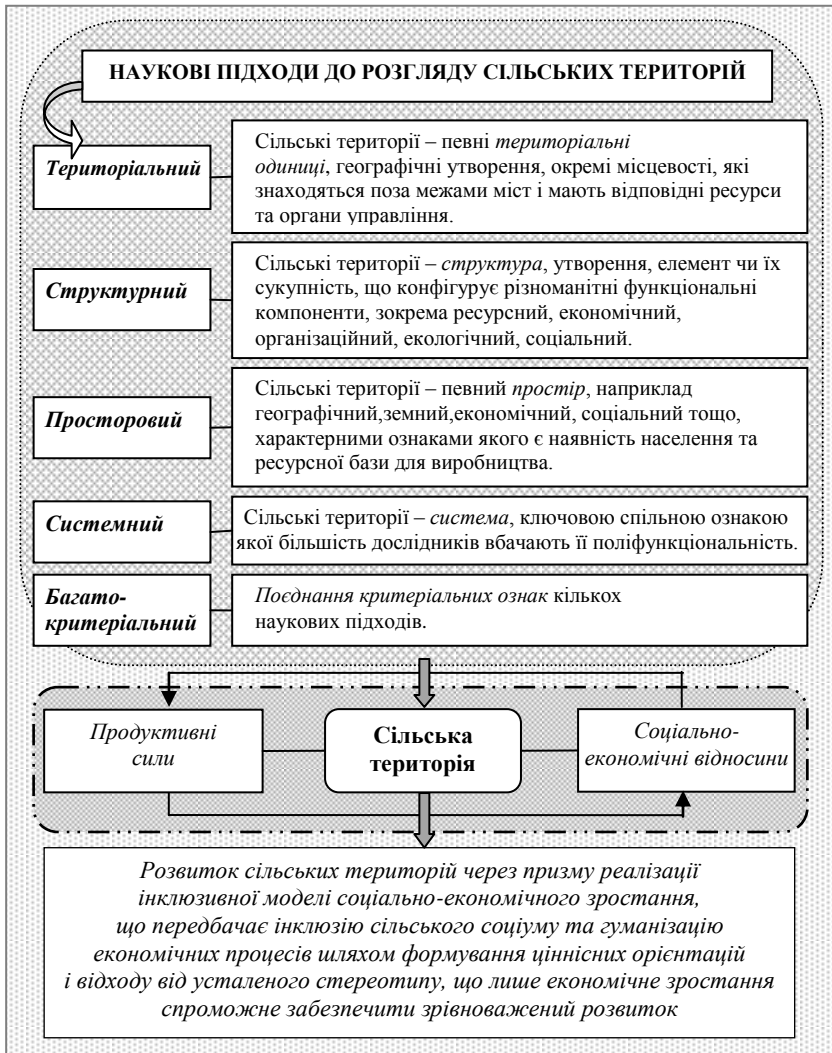 НАУКОВІ ПІДХОДИ ДО РОЗГЛЯДУ СІЛЬСЬКИХ ТЕРИТОРІЙ
Територіальний
Сільські території – певні територіальні
одиниці, географічні утворення, окремі місцевості, які
знаходяться поза межами міст і мають відповідні ресурси
та органи управління.
Структурний
Сільські території – структура, утворення, елемент чи їх
сукупність, що конфігурує різноманітні функціональні
компоненти, зокрема ресурсний, економічний,
організаційний, екологічний, соціальний.
Просторовий
Сільські території – певний простір, наприклад
географічний,земний,економічний, соціальний тощо,
характерними ознаками якого є наявність населення та
ресурсної бази для виробництва.
Системний
Сільські території – система, ключовою спільною ознакою
якої більшість дослідників вбачають її поліфункціональність.
Багато-
критеріальний
Поєднання критеріальних ознак кількох
наукових підходів.
Продуктивні
сили
Сільська
територія
Соціально-
економічні відносини
Розвиток сільських територій через призму реалізації
інклюзивної моделі соціально-економічного зростання,
що передбачає інклюзію сільського соціуму та гуманізацію
економічних процесів шляхом формування ціннісних орієнтацій
і відходу від усталеного стереотипу, що лише економічне зростання
спроможне забезпечити зрівноважений розвиток